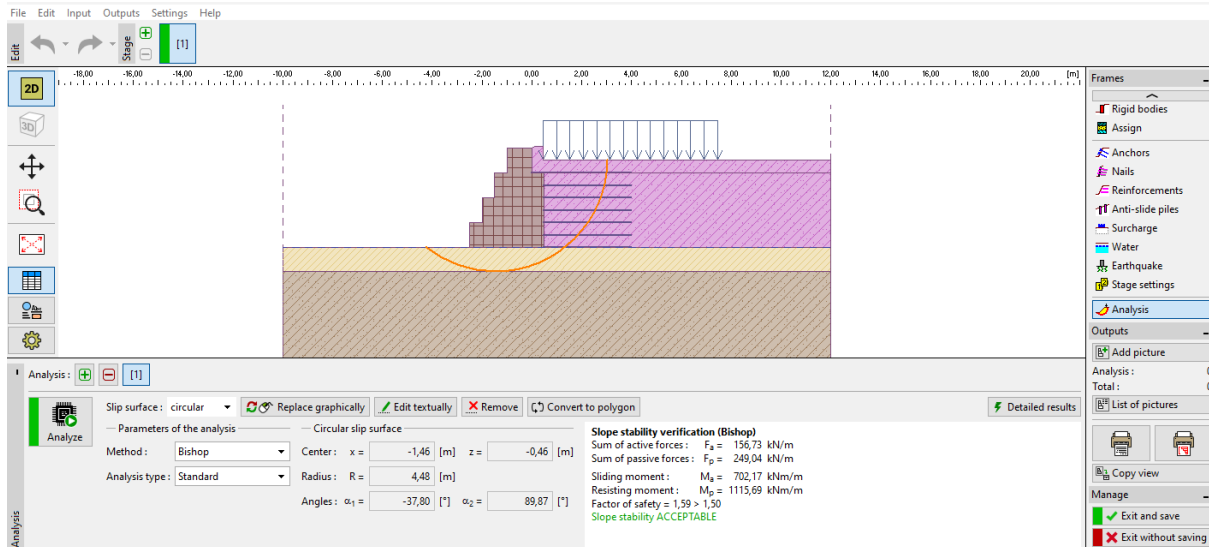 File Edit Input Outputs Settings Help
Edit
Stage
[1]
-18,00 -16,00 -14,00 -12,00 -10,00 -8,00 -6,00 -4,00 -2,00 0,00 2,00 4,00 6,00 8,00 10,00 12,00 14,00 16,00 18,00 20,00 [m]
2D
3D
Frames
Rigid bodies
Assign
Anchors
Nails
Reinforcements
Anti-slide piles
Surcharge
Water
Earthquake
Stage settings
Analysis
Outputs
Add picture
Analysis : 0
Total : 0
List of pictures
Copy view
Manage
Exit and save
Exit without saving
Analysis
Analysis : [1]
Analyze
Slip surface : circular Replace graphically Edit textually Remove Convert to polygon Detailed results
Parameters of the analysis
Method : Bishop
Analysis type : Standard
Circular slip surface
Center : x = -1,46 [m] z = -0,46 [m]
Radius : R = 4,48 [m]
Angles : α1 = -37,80 [°] α2 = 89,87 [°]
Slope stability verification (Bishop)
Sum of active forces : Fa = 156,73 kN/m
Sum of passive forces : Fp = 249,04 kN/m
Sliding moment : Ma = 702,17 kNm/m
Resisting moment : Mp = 1115,69 kNm/m
Factor of safety = 1,59 > 1,50
Slope stability ACCEPTABLE